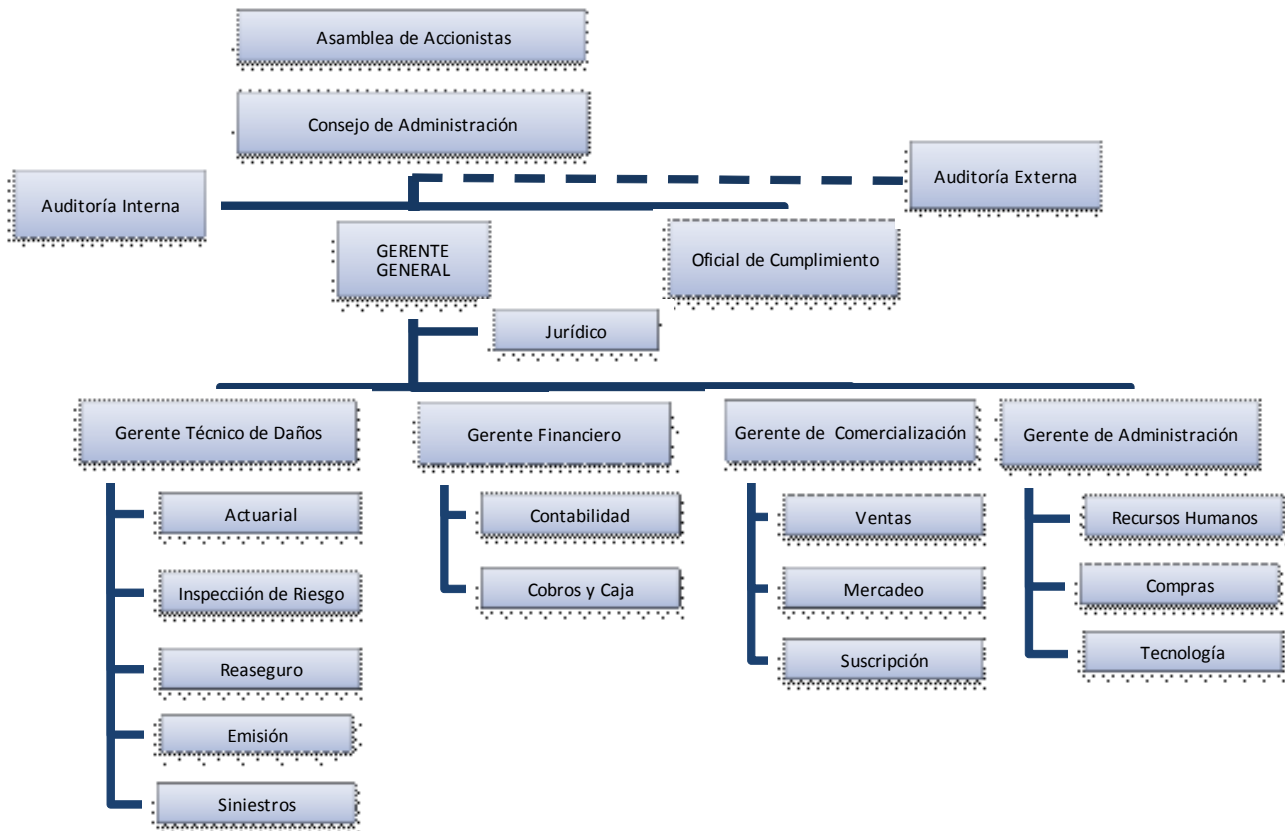 Asamblea de Accionistas
Consejo de Administración
Auditoría Interna
Auditoría Externa
GERENTE
GENERAL
Oficial de Cumplimiento
Jurídico
Gerente Técnico de Daños
Gerente Financiero
Gerente de Comercialización
Gerente de Administración
Actuarial
Inspecciión de Riesgo
Reaseguro
Emisión
Siniestros
Contabilidad
Cobros y Caja
Ventas
Mercadeo
Suscripción
Recursos Humanos
Compras
Tecnología